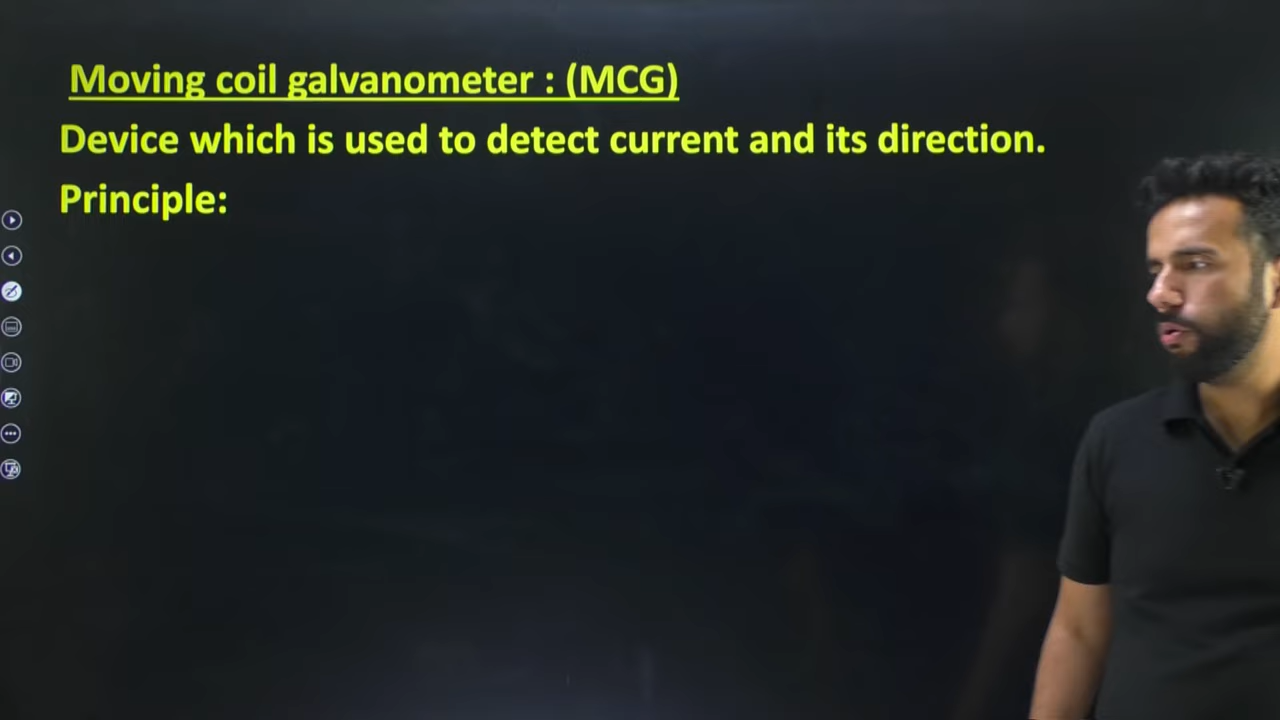 Moving coil galvanometer : (MCG)
Device which is used to detect current and its direction.
Principle: